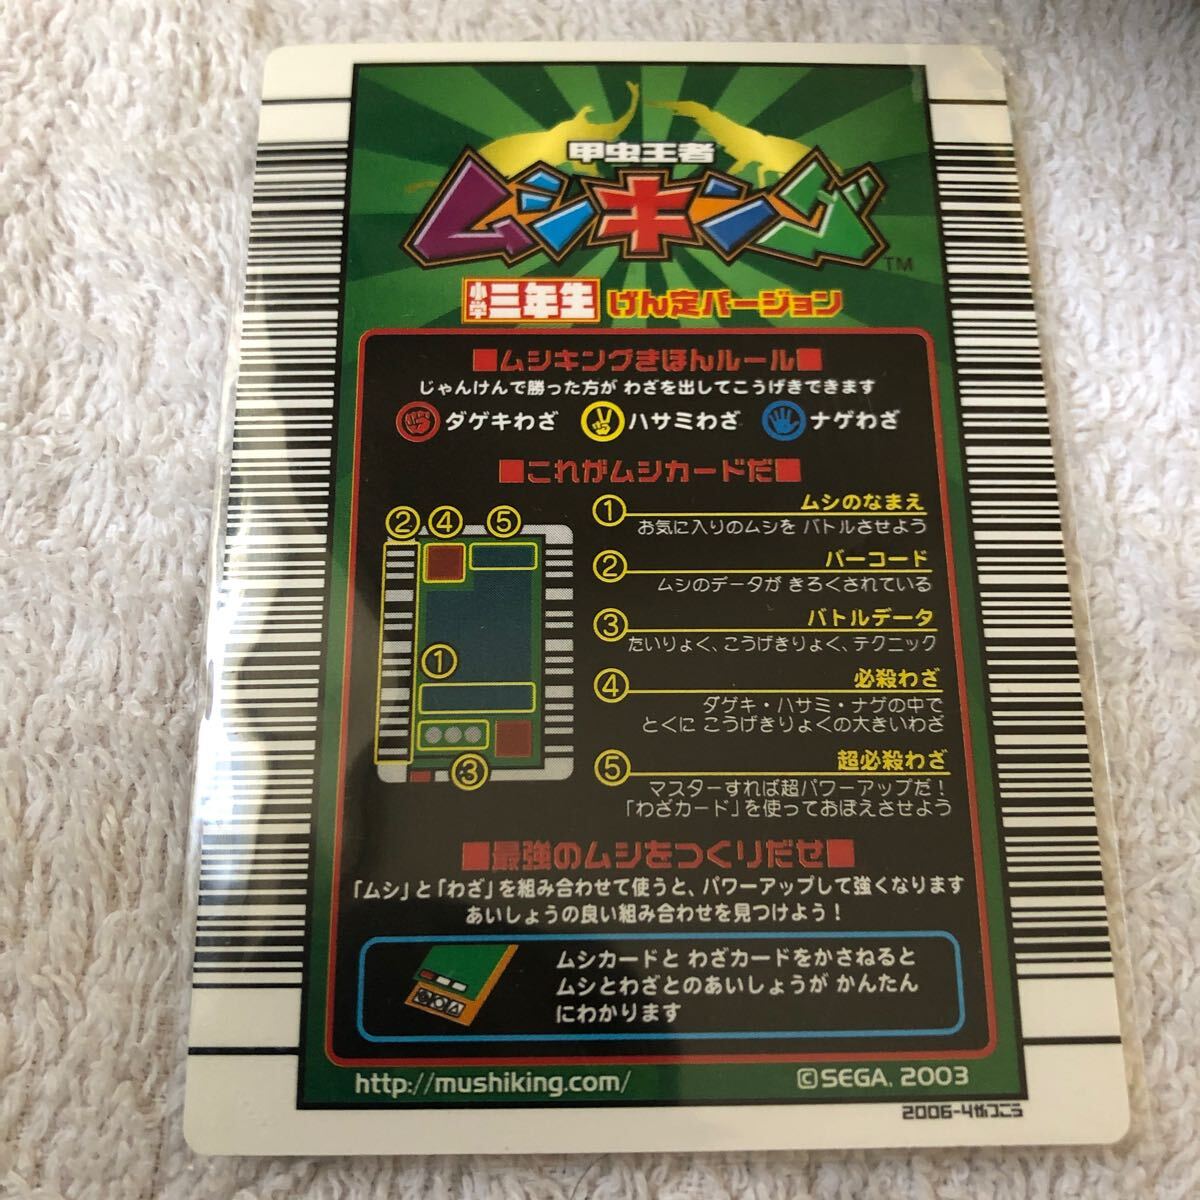 甲虫王者
ムシキング
TM
小学三年生 げん定バージョン
■ムシキングきほんルール■
じゃんけんで勝った方が わざを出してこうげきできます
ダゲキわざ ハサミわざ ナゲわざ
■これがムシカードだ■
② ④ ⑤
①
③
① ムシのなまえ
お気に入りのムシを バトルさせよう
② バーコード
ムシのデータが きろくされている
③ バトルデータ
たいりょく、こうげきりょく、テクニック
④ 必殺わざ
ダゲキ・ハサミ・ナゲの中で
とくに こうげきりょくの大きいわざ
⑤ 超必殺わざ
マスターすれば超パワーアップだ！
「わざカード」を使っておぼえさせよう
■最強のムシをつくりだせ■
「ムシ」と「わざ」を組み合わせて使うと、パワーアップして強くなります
あいしょうの良い組み合わせを見つけよう！
ムシカードと わざカードをかさねると
ムシとわざとのあいしょうが かんたん
にわかります
http://mushiking.com/ ©SEGA, 2003
2006-4がつごう